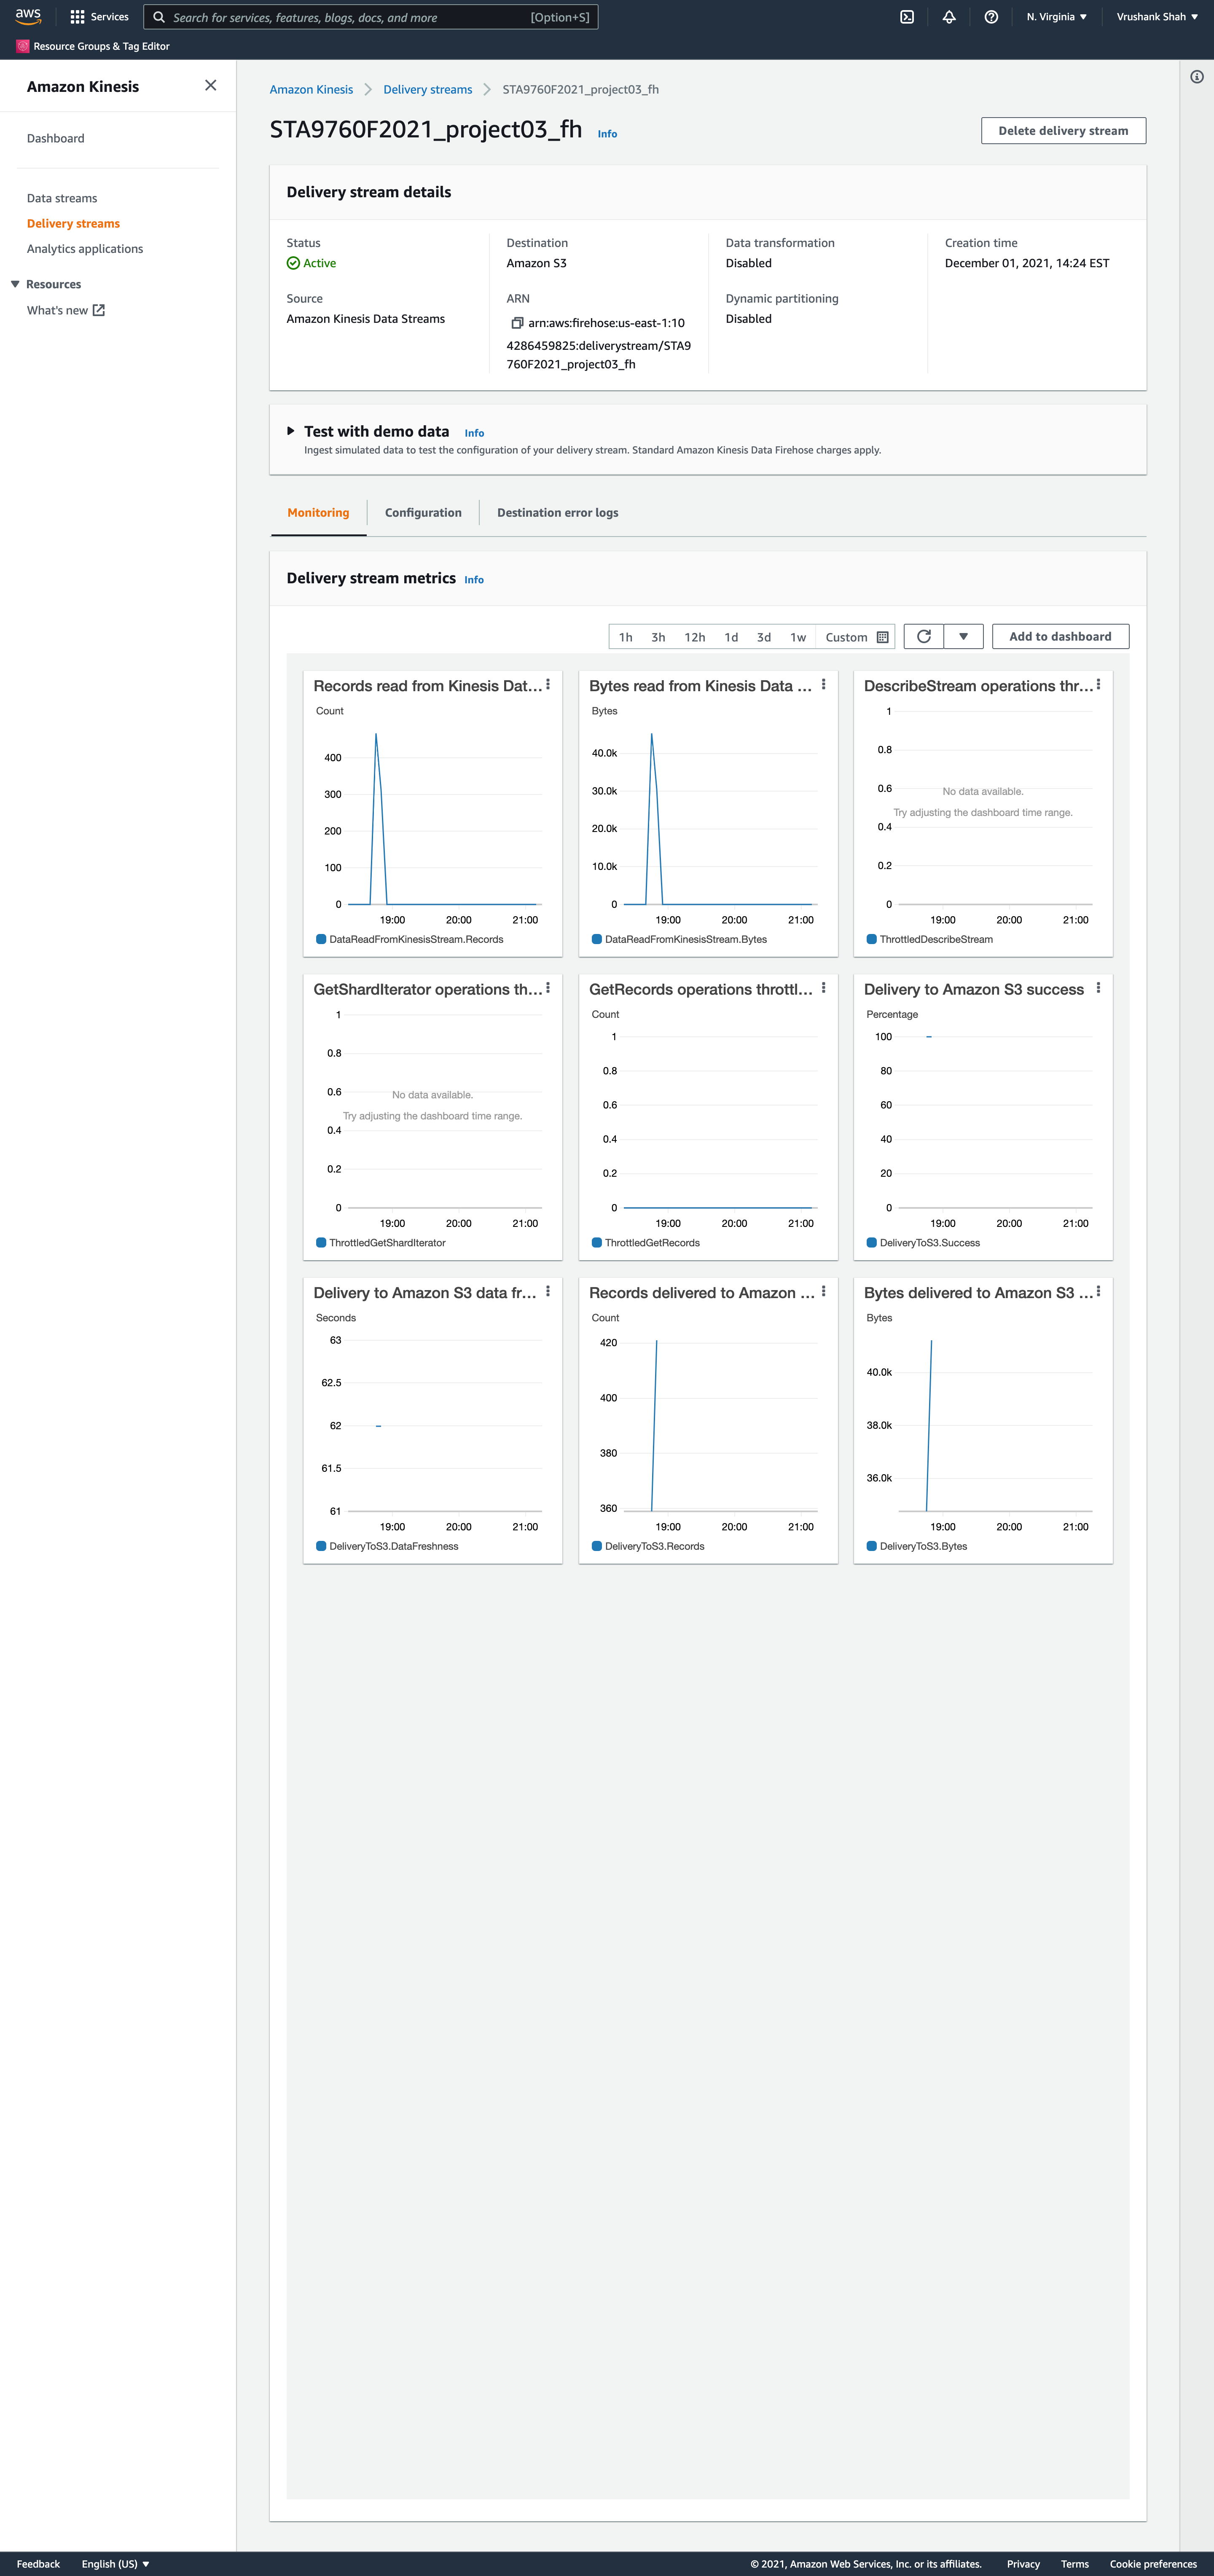 aws
Services
Search for services, features, blogs, docs, and more [Option+S]
N. Virginia
Vrushank Shah
Resource Groups & Tag Editor
Amazon Kinesis
Dashboard
Data streams
Delivery streams
Analytics applications
Resources
What's new
Amazon Kinesis
Delivery streams
STA9760F2021_project03_fh
STA9760F2021_project03_fh Info
Delete delivery stream
Delivery stream details
Status
Active
Source
Amazon Kinesis Data Streams
Destination
Amazon S3
ARN
arn:aws:firehose:us-east-1:10
4286459825:deliverystream/STA9
760F2021_project03_fh
Data transformation
Disabled
Dynamic partitioning
Disabled
Creation time
December 01, 2021, 14:24 EST
Test with demo data Info
Ingest simulated data to test the configuration of your delivery stream. Standard Amazon Kinesis Data Firehose charges apply.
Monitoring
Configuration
Destination error logs
Delivery stream metrics Info
1h 3h 12h 1d 3d 1w Custom
Add to dashboard
Records read from Kinesis Dat...
Count
400
300
200
100
0
19:00 20:00 21:00
DataReadFromKinesisStream.Records
Bytes read from Kinesis Data ...
Bytes
40.0k
30.0k
20.0k
10.0k
0
19:00 20:00 21:00
DataReadFromKinesisStream.Bytes
DescribeStream operations thr...
1
0.8
0.6
No data available.
Try adjusting the dashboard time range.
0.4
0.2
0
19:00 20:00 21:00
ThrottledDescribeStream
GetShardIterator operations th...
1
0.8
0.6
No data available.
Try adjusting the dashboard time range.
0.4
0.2
0
19:00 20:00 21:00
ThrottledGetShardIterator
GetRecords operations throttl...
Count
1
0.8
0.6
0.4
0.2
0
19:00 20:00 21:00
ThrottledGetRecords
Delivery to Amazon S3 success
Percentage
100
80
60
40
20
0
19:00 20:00 21:00
DeliveryToS3.Success
Delivery to Amazon S3 data fr...
Seconds
63
62.5
62
61.5
61
19:00 20:00 21:00
DeliveryToS3.DataFreshness
Records delivered to Amazon ...
Count
420
400
380
360
19:00 20:00 21:00
DeliveryToS3.Records
Bytes delivered to Amazon S3 ...
Bytes
40.0k
38.0k
36.0k
19:00 20:00 21:00
DeliveryToS3.Bytes
Feedback
English (US)
© 2021, Amazon Web Services, Inc. or its affiliates.
Privacy
Terms
Cookie preferences